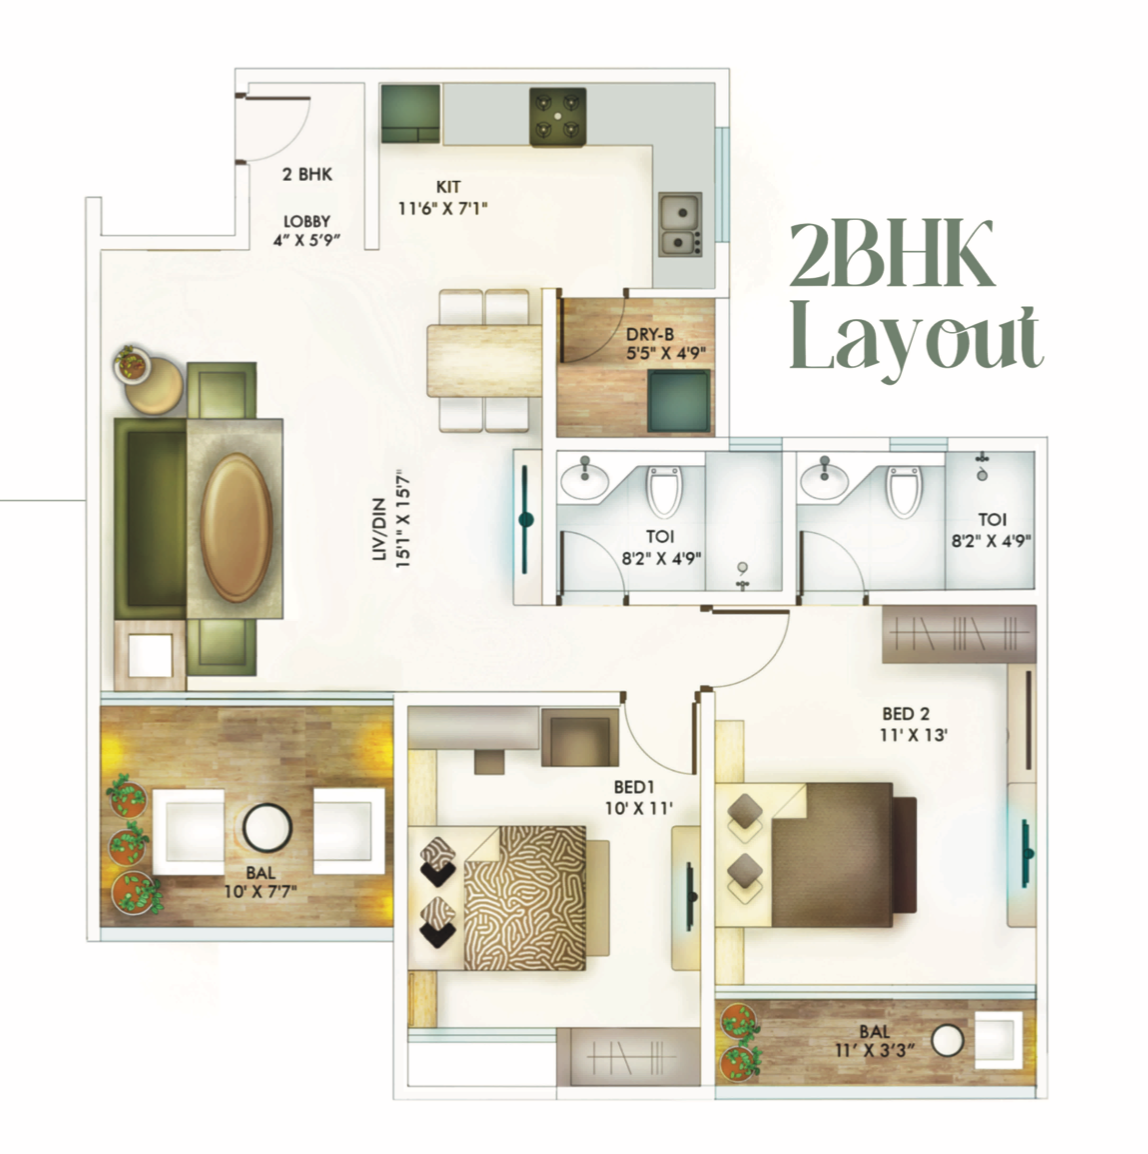 2 BHK
LOBBY
4” X 5’9”
KIT
11'6" X 7'1"
2BHK
Layout
DRY-B
5'5" X 4'9"
LIV/DIN
15'1" X 15'7"
TOI
8'2" X 4'9"
TOI
8'2" X 4'9"
BED 2
11' X 13'
BED1
10' X 11'
BAL
10' X 7'7"
BAL
11’ X 3’3”